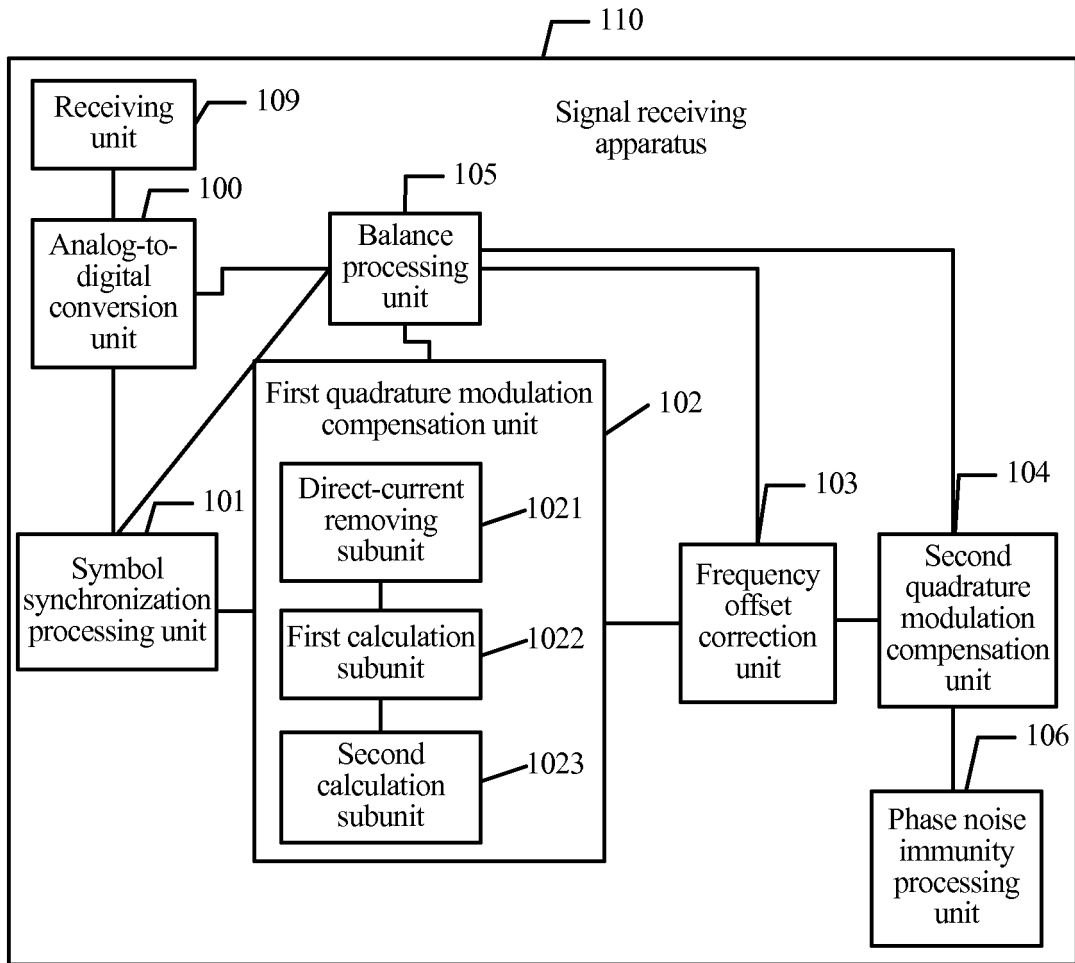 110
Receiving
unit
109
Signal receiving
apparatus
100
Analog-to-
digital
conversion
unit
105
Balance
processing
unit
First quadrature modulation
compensation unit
102
Direct-current
removing
subunit
1021
First calculation
subunit
1022
Second
calculation
subunit
1023
101
Symbol
synchronization
processing unit
103
Frequency
offset
correction
unit
104
Second
quadrature
modulation
compensation
unit
106
Phase noise
immunity
processing
unit